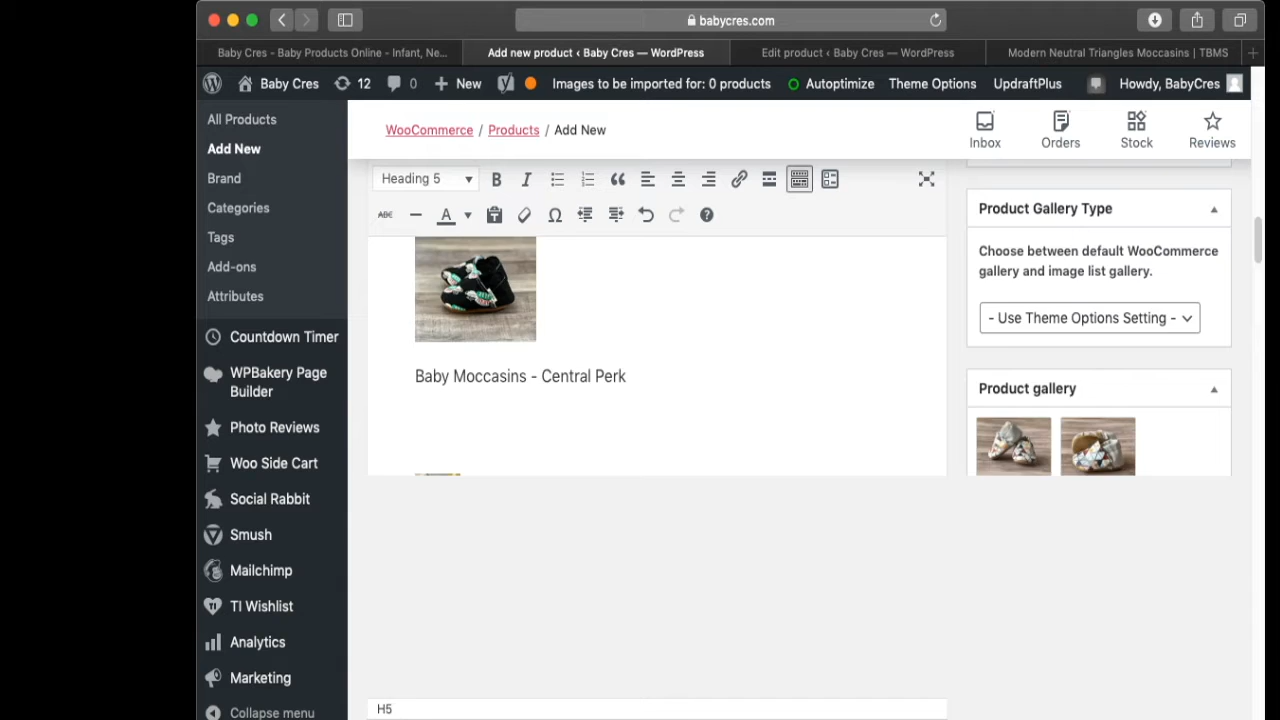 babycres.com
Baby Cres - Baby Products Online - Infant, Ne...
Add new product ‹ Baby Cres — WordPress
Edit product ‹ Baby Cres — WordPress
Modern Neutral Triangles Moccasins | TBMS
Baby Cres
12
0
New
Images to be imported for: 0 products
Autoptimize
Theme Options
UpdraftPlus
Howdy, BabyCres
All Products
Add New
Brand
Categories
Tags
Add-ons
Attributes
Countdown Timer
WPBakery Page
Builder
Photo Reviews
Woo Side Cart
Social Rabbit
Smush
Mailchimp
TI Wishlist
Analytics
Marketing
Collapse menu
WooCommerce / Products / Add New
Inbox
Orders
Stock
Reviews
Heading 5
B
I
ABC
A
Baby Moccasins - Central Perk
H5
Product Gallery Type
Choose between default WooCommerce
gallery and image list gallery.
- Use Theme Options Setting -
Product gallery